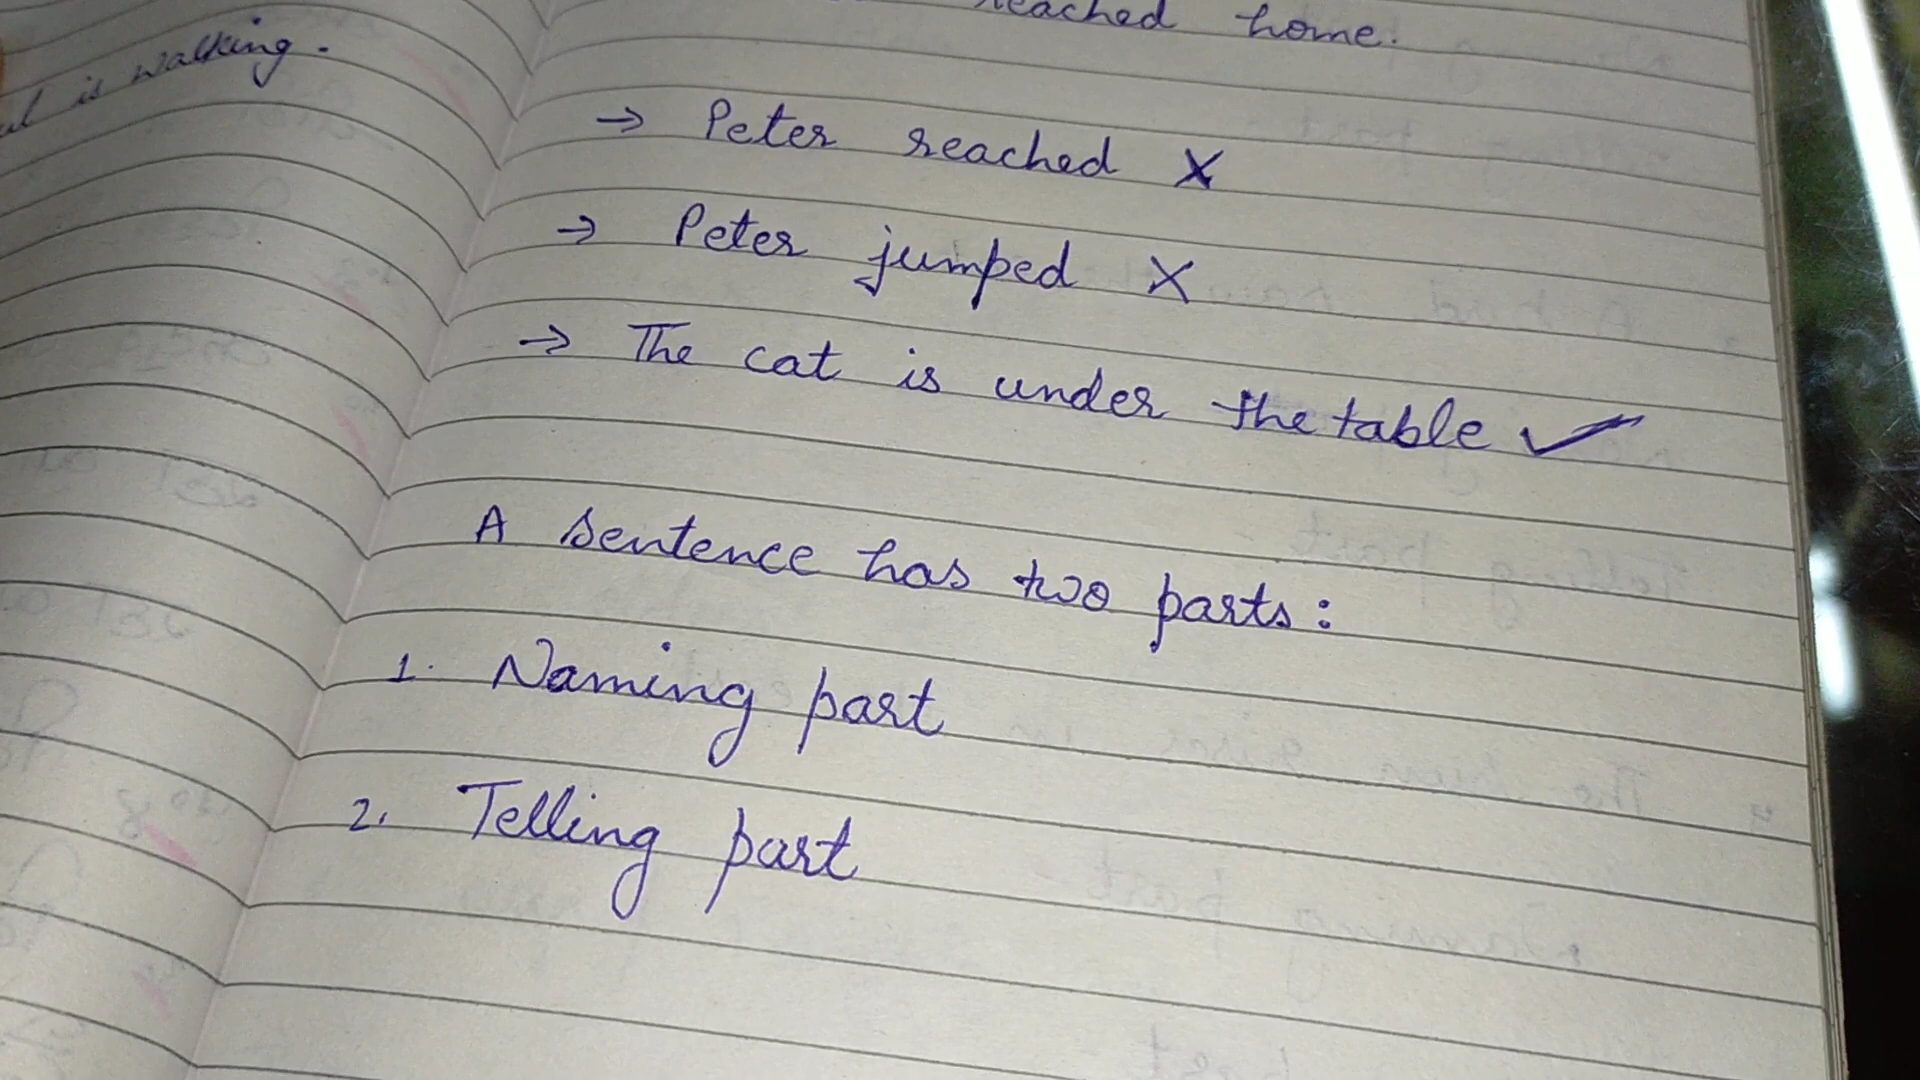 is walking.
reached home.
→ Peter reached X
→ Peter jumped X
→ The cat is under the table ✓
A sentence has two parts:
1. Naming part
2. Telling part